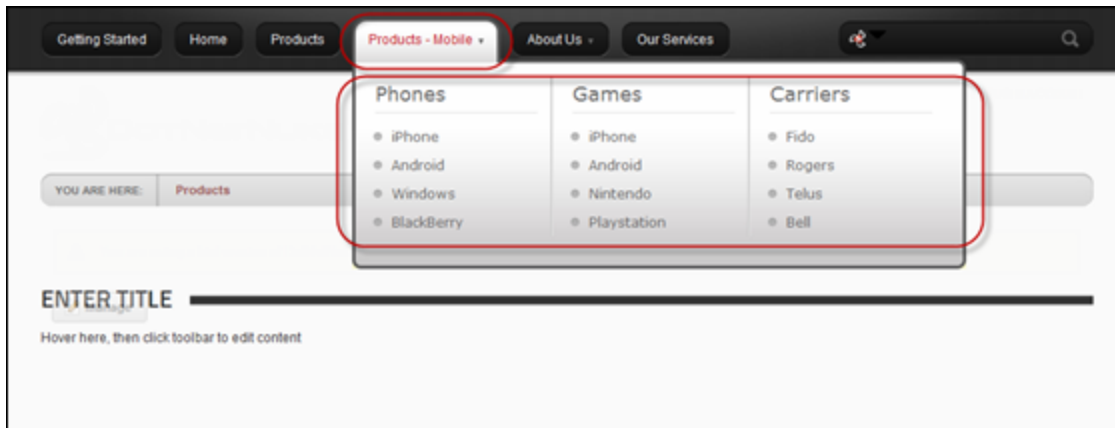 Getting Started Home Products Products - Mobile About Us Our Services
Phones Games Carriers
iPhone iPhone Fido
Android Android Rogers
Windows Nintendo Telus
BlackBerry Playstation Bell
YOU ARE HERE: Products
ENTER TITLE
Manage
Hover here, then click toolbar to edit content